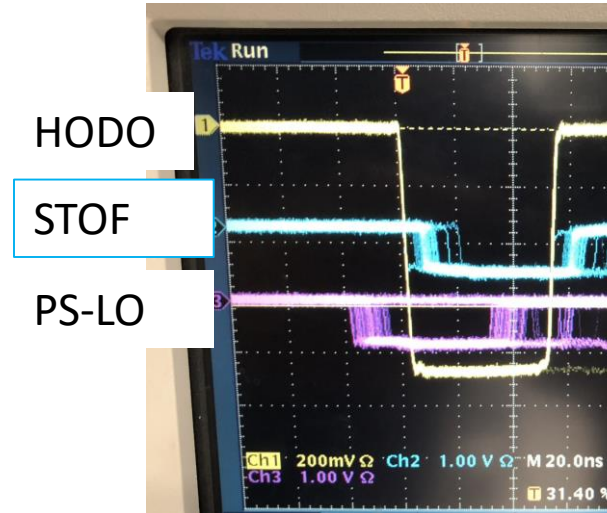 Tek Run
T
T
1
HODO
STOF
2
PS-LO
3
Ch1 200mV Ω Ch2 1.00 V Ω M 20.0ns
Ch3 1.00 V Ω
T 31.40 %